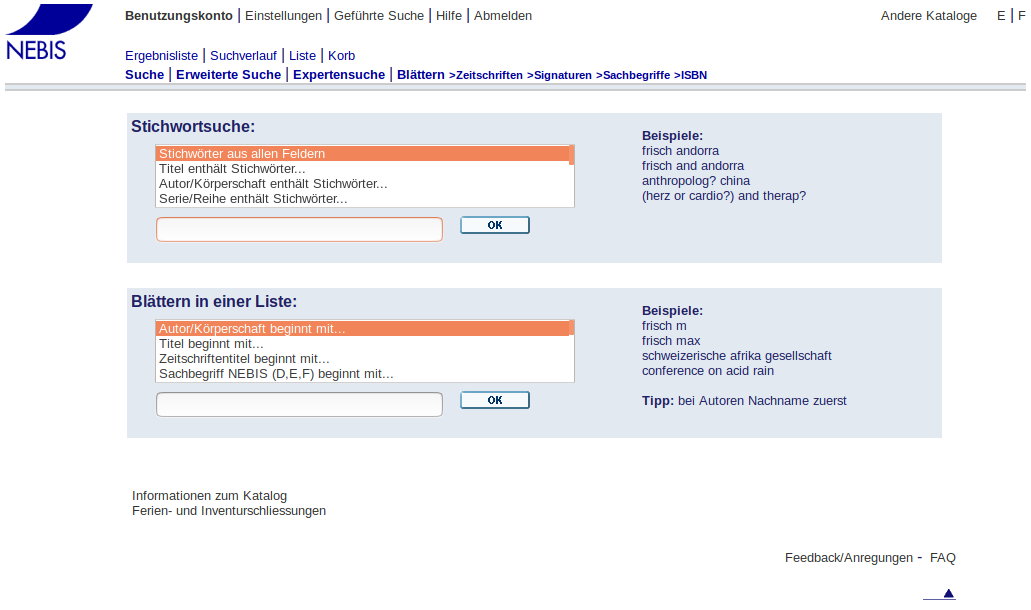 Benutzungskonto | Einstellungen | Geführte Suche | Hilfe | Abmelden
Andere Kataloge E | F
NEBIS
Ergebnisliste | Suchverlauf | Liste | Korb
Suche | Erweiterte Suche | Expertensuche | Blättern >Zeitschriften >Signaturen >Sachbegriffe >ISBN
Stichwortsuche:
Stichwörter aus allen Feldern
Titel enthält Stichwörter...
Autor/Körperschaft enthält Stichwörter...
Serie/Reihe enthält Stichwörter...
OK
Beispiele:
frisch andorra
frisch and andorra
anthropolog? china
(herz or cardio?) and therap?
Blättern in einer Liste:
Autor/Körperschaft beginnt mit...
Titel beginnt mit...
Zeitschriftentitel beginnt mit...
Sachbegriff NEBIS (D,E,F) beginnt mit...
OK
Beispiele:
frisch m
frisch max
schweizerische afrika gesellschaft
conference on acid rain
Tipp: bei Autoren Nachname zuerst
Informationen zum Katalog
Ferien- und Inventurschliessungen
Feedback/Anregungen - FAQ